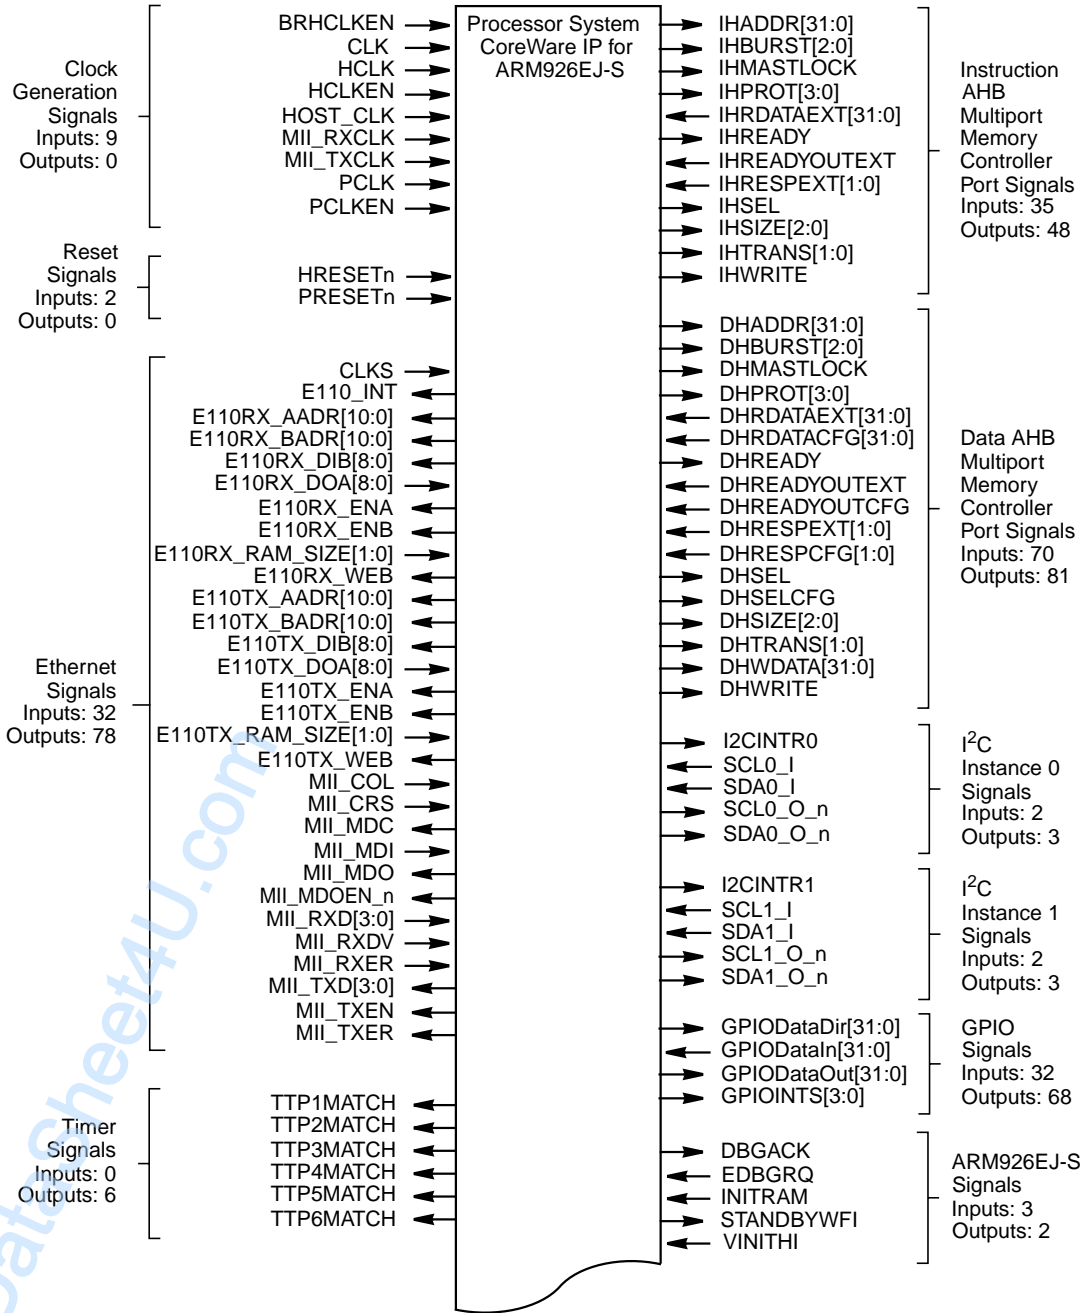 Processor System
CoreWare IP for
ARM926EJ-S
Clock
Generation
Signals
Inputs: 9
Outputs: 0
BRHCLKEN
CLK
HCLK
HCLKEN
HOST_CLK
MII_RXCLK
MII_TXCLK
PCLK
PCLKEN
Reset
Signals
Inputs: 2
Outputs: 0
HRESETn
PRESETn
Ethernet
Signals
Inputs: 32
Outputs: 78
CLKS
E110_INT
E110RX_AADR[10:0]
E110RX_BADR[10:0]
E110RX_DIB[8:0]
E110RX_DOA[8:0]
E110RX_ENA
E110RX_ENB
E110RX_RAM_SIZE[1:0]
E110RX_WEB
E110TX_AADR[10:0]
E110TX_BADR[10:0]
E110TX_DIB[8:0]
E110TX_DOA[8:0]
E110TX_ENA
E110TX_ENB
E110TX_RAM_SIZE[1:0]
E110TX_WEB
MII_COL
MII_CRS
MII_MDC
MII_MDI
MII_MDO
MII_MDOEN_n
MII_RXD[3:0]
MII_RXDV
MII_RXER
MII_TXD[3:0]
MII_TXEN
MII_TXER
Timer
Signals
Inputs: 0
Outputs: 6
TTP1MATCH
TTP2MATCH
TTP3MATCH
TTP4MATCH
TTP5MATCH
TTP6MATCH
IHADDR[31:0]
IHBURST[2:0]
IHMASTLOCK
IHPROT[3:0]
IHRDATAEXT[31:0]
IHREADY
IHREADYOUTEXT
IHRESPEXT[1:0]
IHSEL
IHSIZE[2:0]
IHTRANS[1:0]
IHWRITE
Instruction
AHB
Multiport
Memory
Controller
Port Signals
Inputs: 35
Outputs: 48
DHADDR[31:0]
DHBURST[2:0]
DHMASTLOCK
DHPROT[3:0]
DHRDATAEXT[31:0]
DHRDATACFG[31:0]
DHREADY
DHREADYOUTEXT
DHREADYOUTCFG
DHRESPEXT[1:0]
DHRESPCFG[1:0]
DHSEL
DHSELCFG
DHSIZE[2:0]
DHTRANS[1:0]
DHWDATA[31:0]
DHWRITE
Data AHB
Multiport
Memory
Controller
Port Signals
Inputs: 70
Outputs: 81
I2CINTR0
SCL0_I
SDA0_I
SCL0_O_n
SDA0_O_n
I²C
Instance 0
Signals
Inputs: 2
Outputs: 3
I2CINTR1
SCL1_I
SDA1_I
SCL1_O_n
SDA1_O_n
I²C
Instance 1
Signals
Inputs: 2
Outputs: 3
GPIODataDir[31:0]
GPIODataIn[31:0]
GPIODataOut[31:0]
GPIOINTS[3:0]
GPIO
Signals
Inputs: 32
Outputs: 68
DBGACK
EDBGRQ
INITRAM
STANDBYWFI
VINITHI
ARM926EJ-S
Signals
Inputs: 3
Outputs: 2
DataSheet4U.com